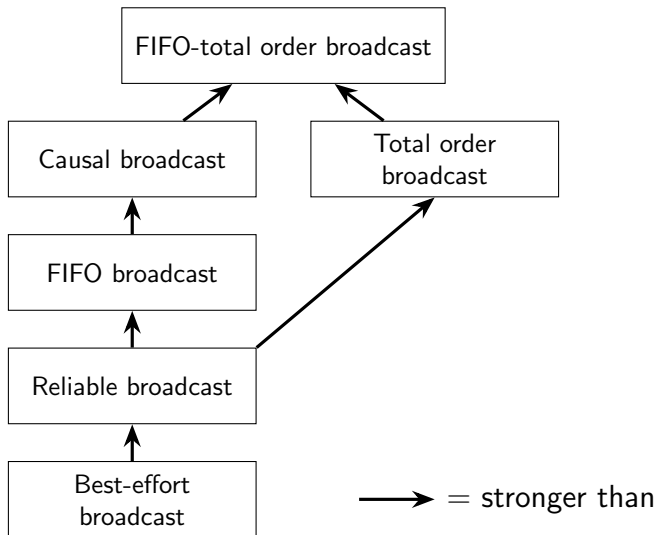 FIFO-total order broadcast
Causal broadcast
Total order
broadcast
FIFO broadcast
Reliable broadcast
Best-effort
broadcast
= stronger than